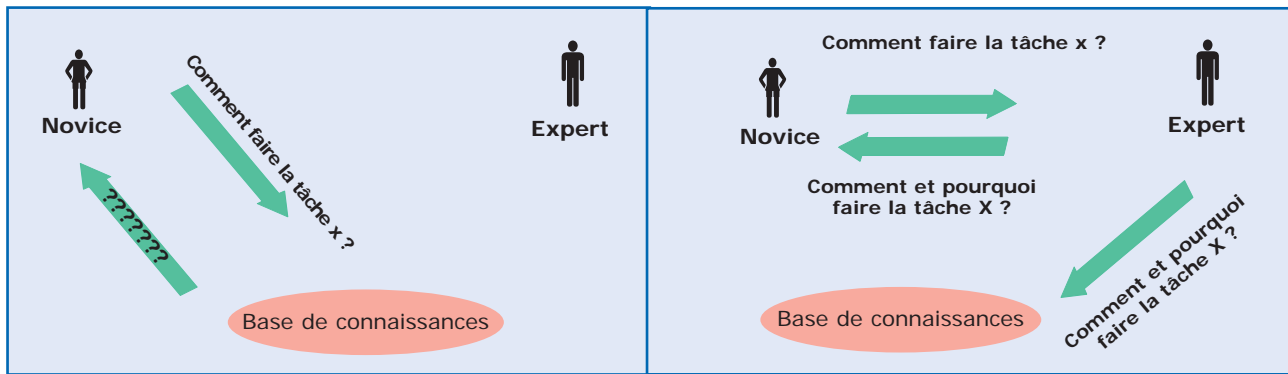 Novice
Expert
Comment faire la tâche x ?
???????
Base de connaissances
Comment faire la tâche x ?
Novice
Expert
Comment et pourquoi
faire la tâche X ?
Comment et pourquoi
faire la tâche X ?
Base de connaissances